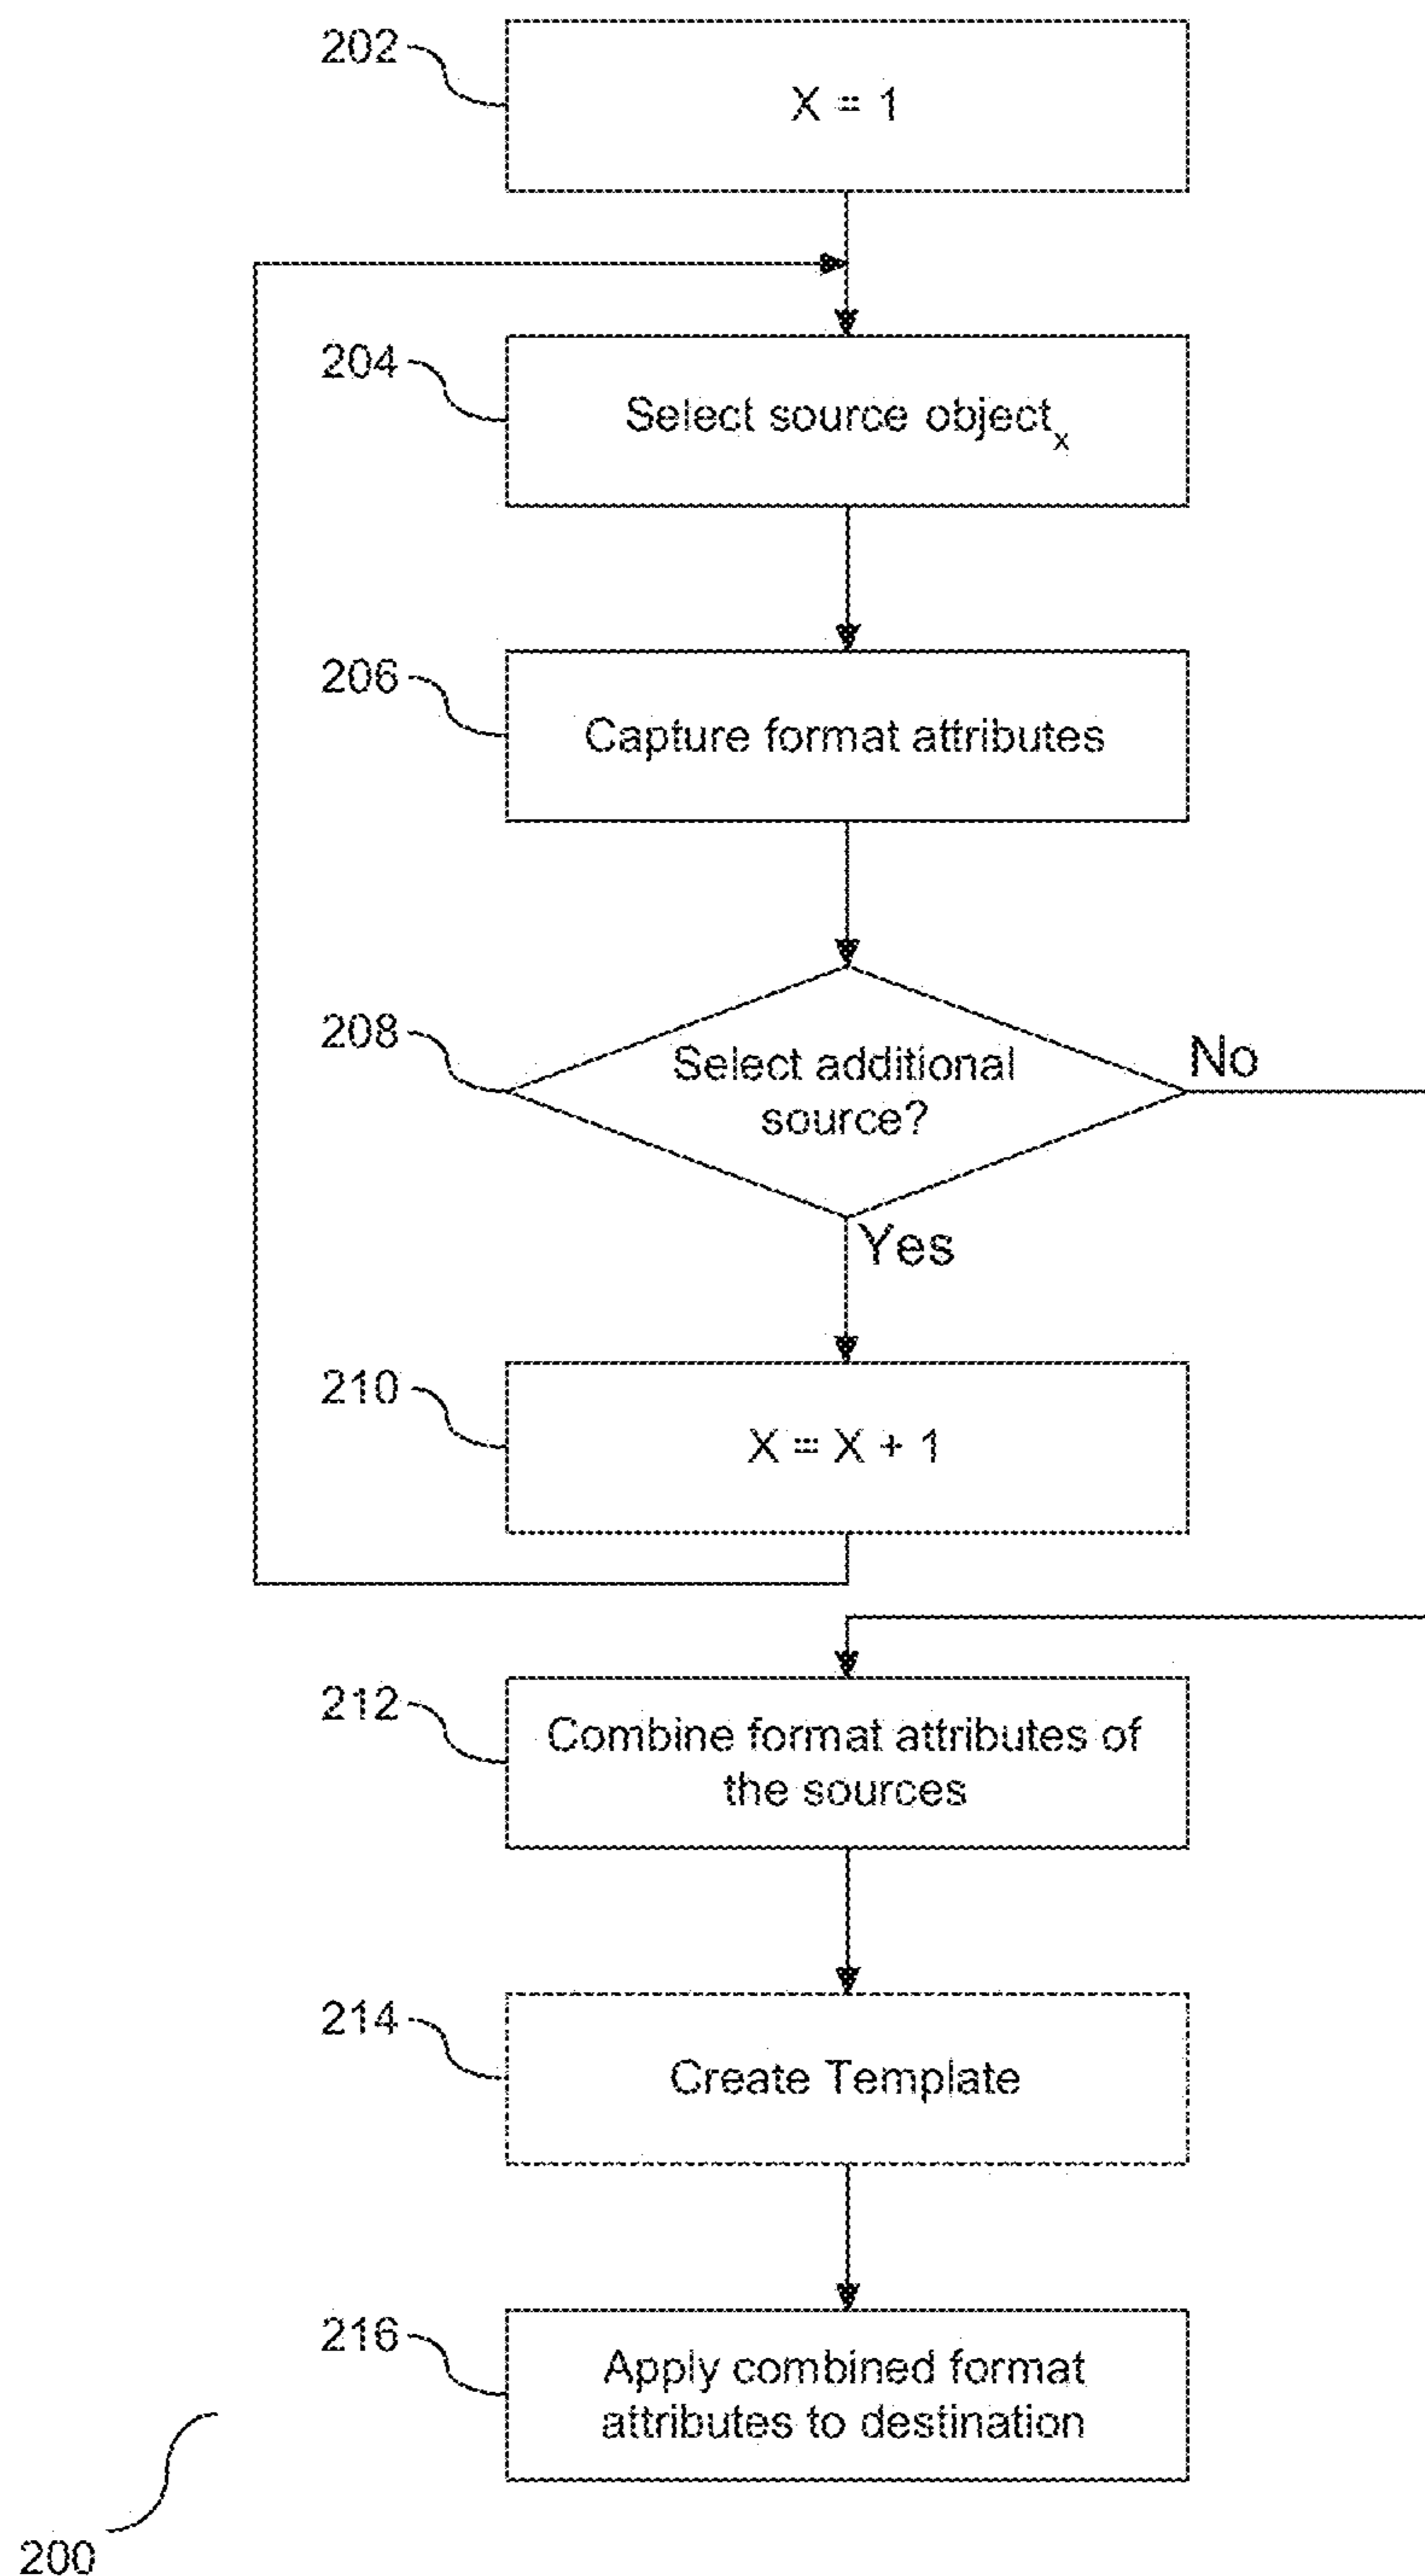 202
X = 1
204
Select source objectx
206
Capture format attributes
208
Select additional
source?
No
Yes
210
X = X + 1
212
Combine format attributes of
the sources
214
Create Template
216
Apply combined format
attributes to destination
200